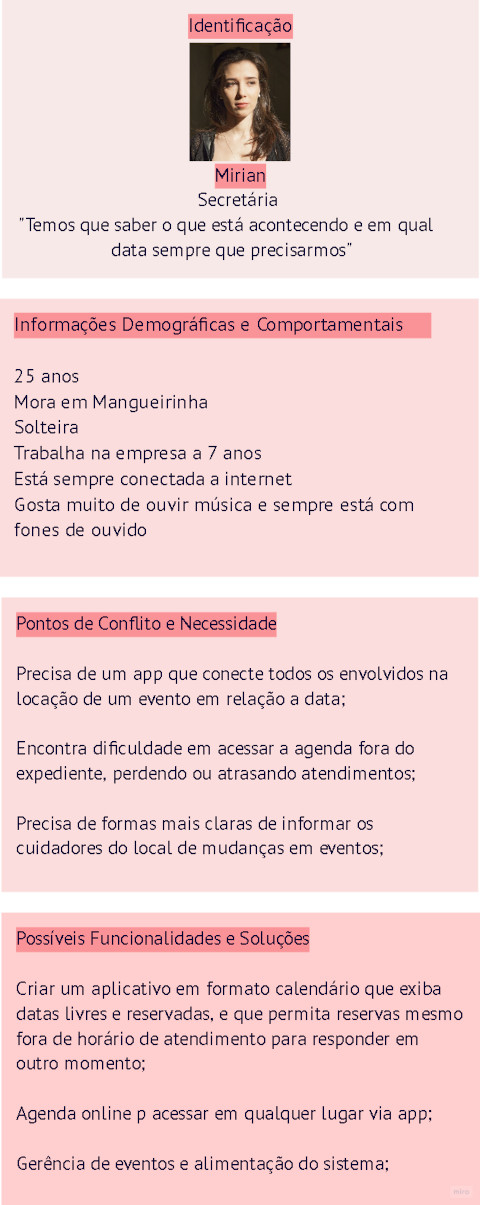 Identificação
Mirian
Secretária
"Temos que saber o que está acontecendo e em qual
data sempre que precisarmos"
Informações Demográficas e Comportamentais
25 anos
Mora em Mangueirinha
Solteira
Trabalha na empresa a 7 anos
Está sempre conectada a internet
Gosta muito de ouvir música e sempre está com
fones de ouvido
Pontos de Conflito e Necessidade
Precisa de um app que conecte todos os envolvidos na
locação de um evento em relação a data;
Encontra dificuldade em acessar a agenda fora do
expediente, perdendo ou atrasando atendimentos;
Precisa de formas mais claras de informar os
cuidadores do local de mudanças em eventos;
Possíveis Funcionalidades e Soluções
Criar um aplicativo em formato calendário que exiba
datas livres e reservadas, e que permita reservas mesmo
fora de horário de atendimento para responder em
outro momento;
Agenda online p acessar em qualquer lugar via app;
Gerência de eventos e alimentação do sistema;
miro